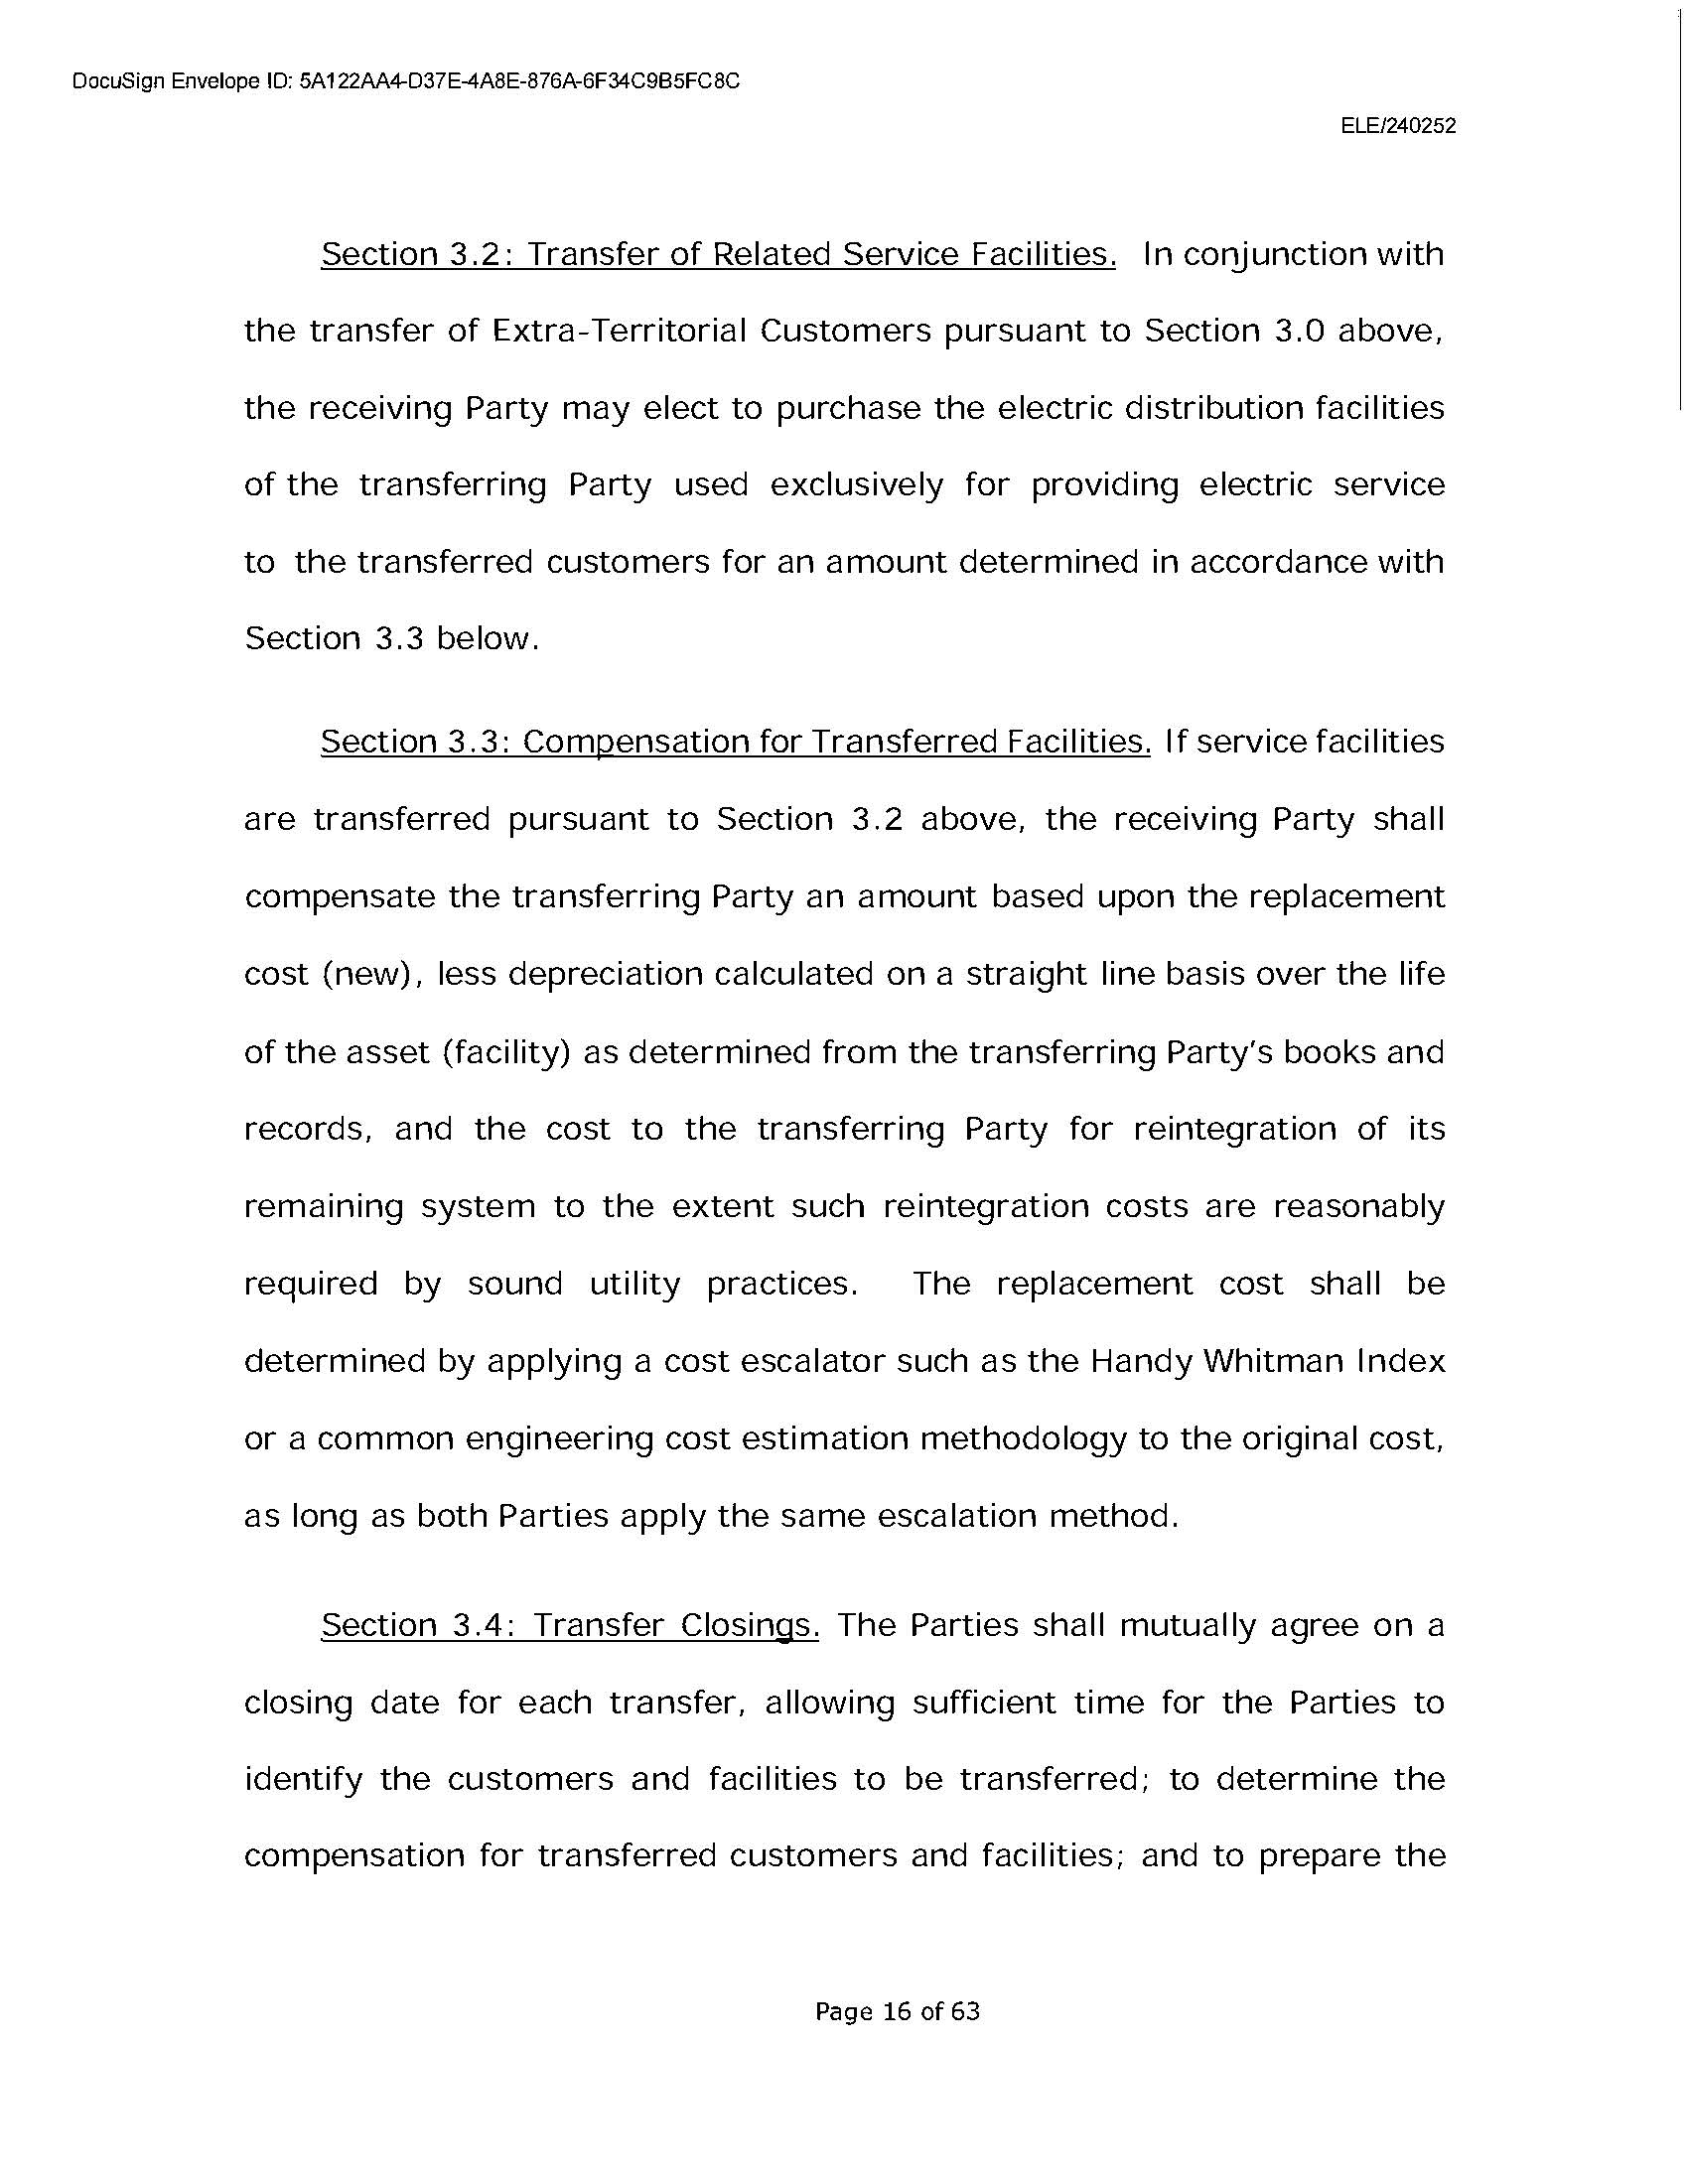 DocuSign Envelope ID: 5A122AA4-D37E-4A8E-876A-6F34C9B5FC8C
ELE/240252
Section 3.2: Transfer of Related Service Facilities. In conjunction with
the transfer of Extra-Territorial Customers pursuant to Section 3.0 above,
the receiving Party may elect to purchase the electric distribution facilities
of the transferring Party used exclusively for providing electric service
to the transferred customers for an amount determined in accordance with
Section 3.3 below.
Section 3.3: Compensation for Transferred Facilities. If service facilities
are transferred pursuant to Section 3.2 above, the receiving Party shall
compensate the transferring Party an amount based upon the replacement
cost (new), less depreciation calculated on a straight line basis over the life
of the asset (facility) as determined from the transferring Party's books and
records, and the cost to the transferring Party for reintegration of its
remaining system to the extent such reintegration costs are reasonably
required by sound utility practices. The replacement cost shall be
determined by applying a cost escalator such as the Handy Whitman Index
or a common engineering cost estimation methodology to the original cost,
as long as both Parties apply the same escalation method.
Section 3.4: Transfer Closings. The Parties shall mutually agree on a
closing date for each transfer, allowing sufficient time for the Parties to
identify the customers and facilities to be transferred; to determine the
compensation for transferred customers and facilities; and to prepare the
Page 16 of 63